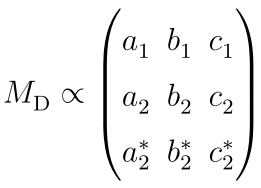 M_D ∝ ( a_1 b_1 c_1
a_2 b_2 c_2
a_2^* b_2^* c_2^* )